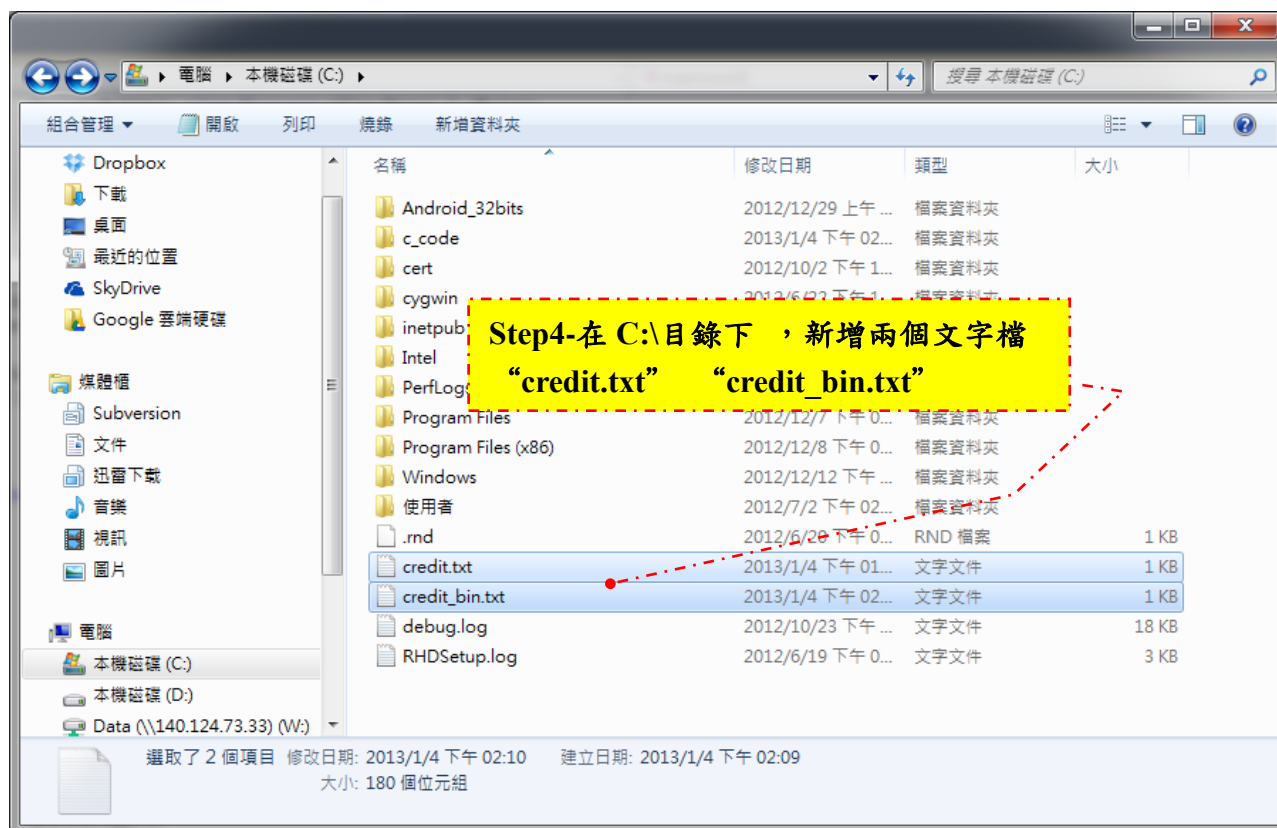 電腦 本機磁碟 (C:)
搜尋 本機磁碟 (C:)
組合管理 開啟 列印 燒錄 新增資料夾
Dropbox
下載
桌面
最近的位置
SkyDrive
Google 雲端硬碟
媒體櫃
Subversion
文件
迅雷下載
音樂
視訊
圖片
電腦
本機磁碟 (C:)
本機磁碟 (D:)
Data (\\140.124.73.33) (W:)
名稱 修改日期 類型 大小
Android_32bits 2012/12/29 上午 ... 檔案資料夾
c_code 2013/1/4 下午 02... 檔案資料夾
cert 2012/10/2 下午 1... 檔案資料夾
cygwin 2012/6/22 下午 1... 檔案資料夾
inetpub
Intel
PerfLogs
Program Files 2012/12/7 下午 0... 檔案資料夾
Program Files (x86) 2012/12/8 下午 0... 檔案資料夾
Windows 2012/12/12 下午 ... 檔案資料夾
使用者 2012/7/2 下午 02... 檔案資料夾
.rnd 2012/6/20 下午 0... RND 檔案 1 KB
credit.txt 2013/1/4 下午 01... 文字文件 1 KB
credit_bin.txt 2013/1/4 下午 02... 文字文件 1 KB
debug.log 2012/10/23 下午 ... 文字文件 18 KB
RHDSetup.log 2012/6/19 下午 0... 文字文件 3 KB
Step4-在 C:\目錄下 ，新增兩個文字檔
“credit.txt” “credit_bin.txt”
選取了 2 個項目 修改日期: 2013/1/4 下午 02:10 建立日期: 2013/1/4 下午 02:09
大小: 180 個位元組